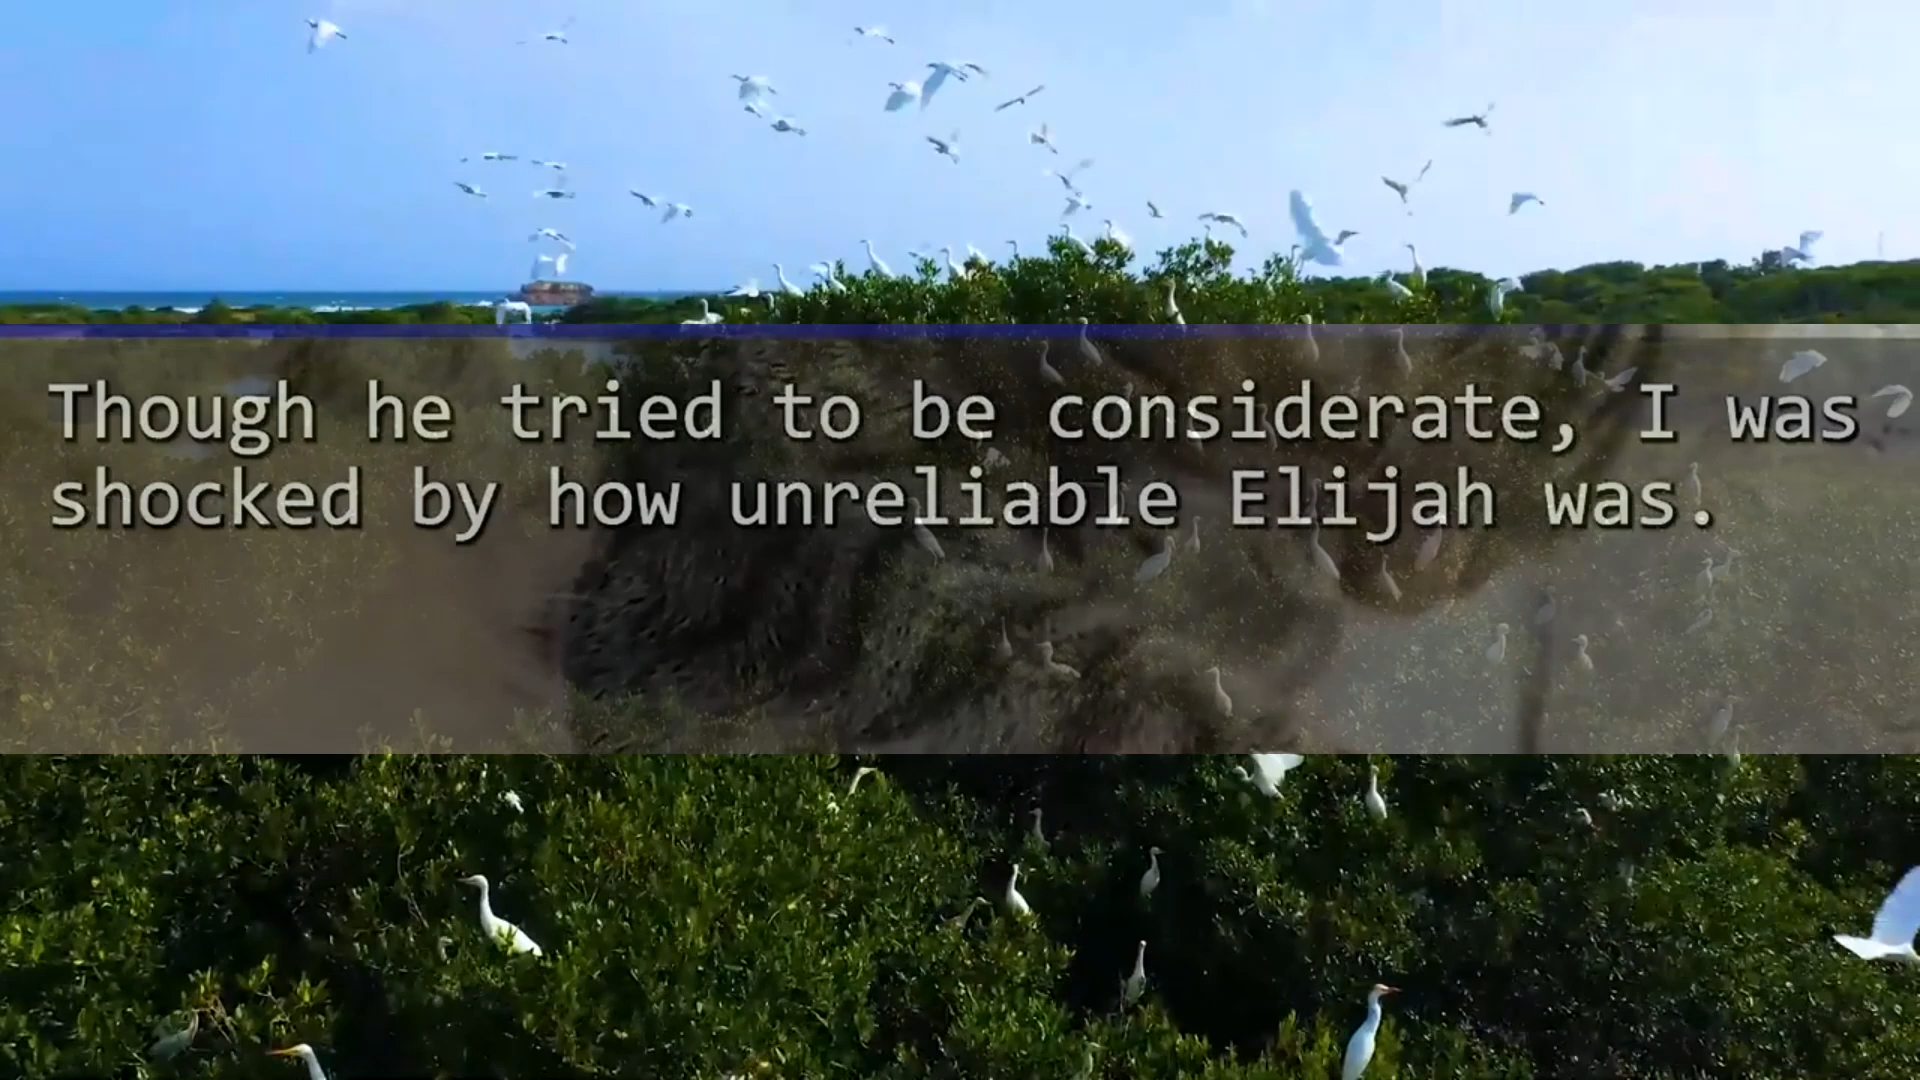 Though he tried to be considerate, I was
shocked by how unreliable Elijah was.